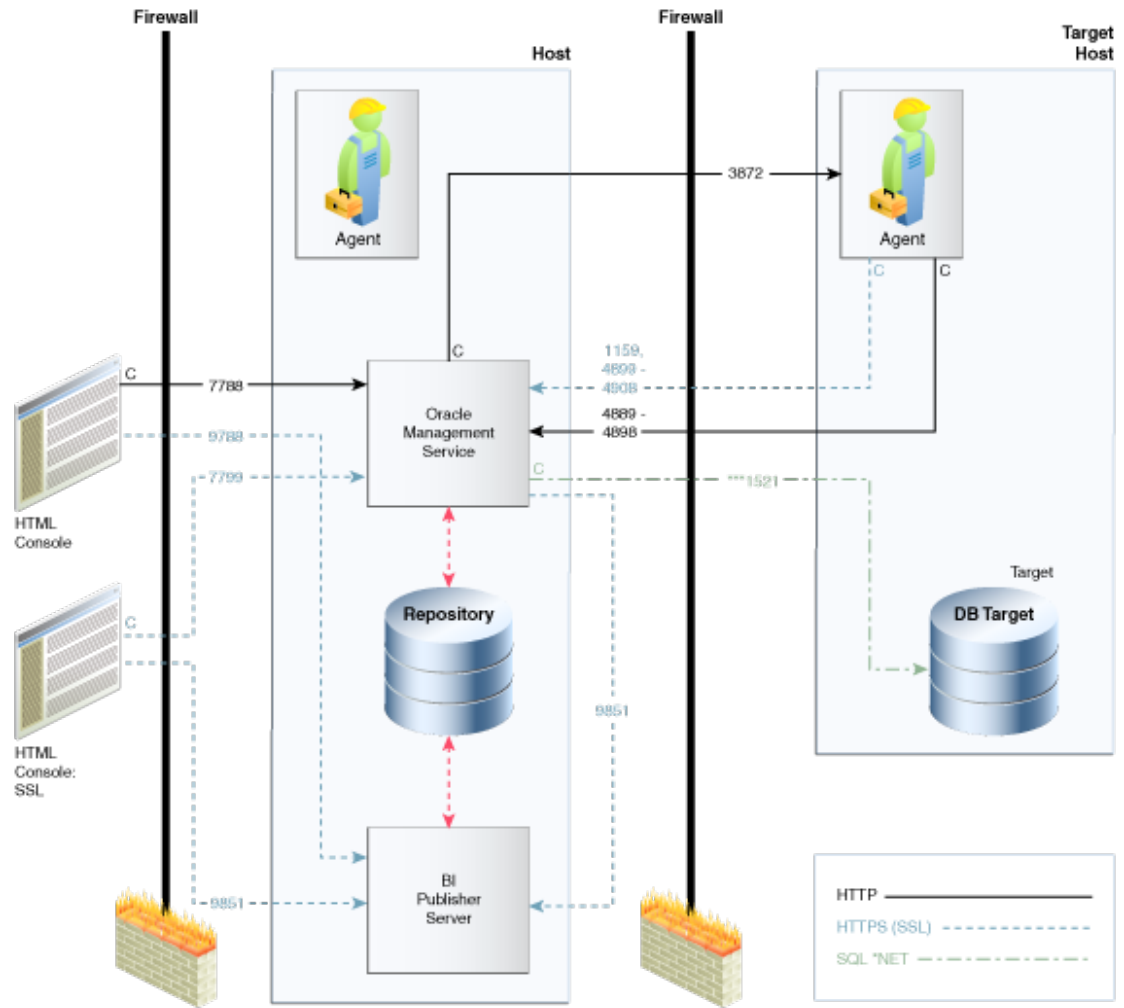 Firewall
Firewall
Host
Target
Host
Agent
Agent
3872
C
C
C
C
7788
1159,
4899 -
4908
4889 -
4898
Oracle
Management
Service
9788
7799
C
***1521
HTML
Console
C
HTML
Console:
SSL
Repository
Target
DB Target
9851
BI
Publisher
Server
9851
HTTP
HTTPS (SSL)
SQL *NET